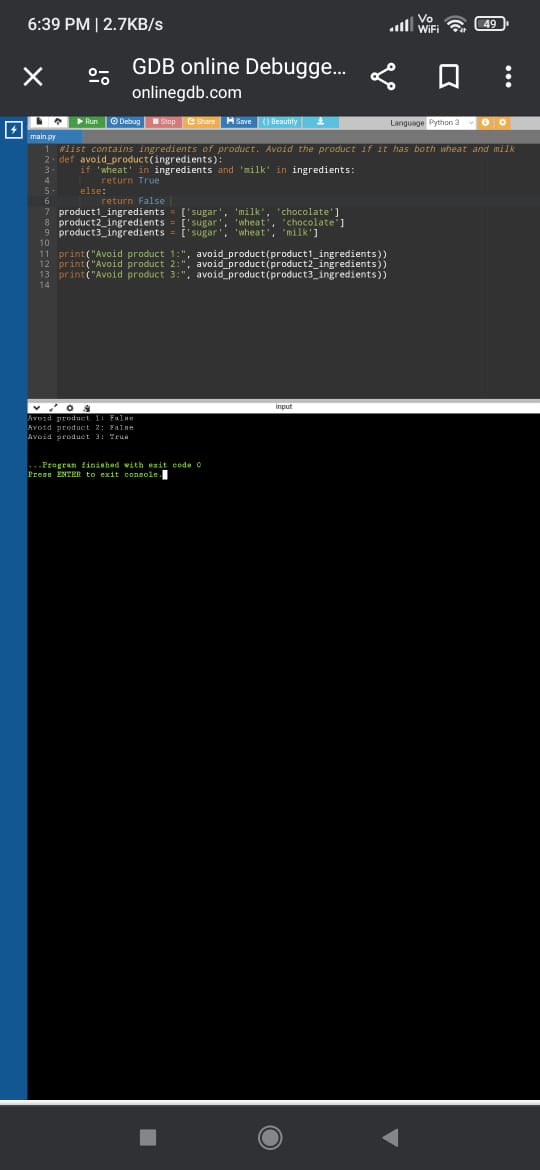 6:39 PM | 2.7KB/s
Vo WiFi
49
GDB online Debugge...
onlinegdb.com
Run Debug Stop Share Save {} Beautify
Language Python 3
main.py
1 #list contains ingredients of product. Avoid the product if it has both wheat and milk
2 def avoid_product(ingredients):
3 if 'wheat' in ingredients and 'milk' in ingredients:
4 return True
5 else:
6 return False
7 product1_ingredients = ['sugar', 'milk', 'chocolate']
8 product2_ingredients = ['sugar', 'wheat', 'chocolate']
9 product3_ingredients = ['sugar', 'wheat', 'milk']
10
11 print("Avoid product 1:", avoid_product(product1_ingredients))
12 print("Avoid product 2:", avoid_product(product2_ingredients))
13 print("Avoid product 3:", avoid_product(product3_ingredients))
14
input
Avoid product 1: False
Avoid product 2: False
Avoid product 3: True
...Program finished with exit code 0
Press ENTER to exit console.